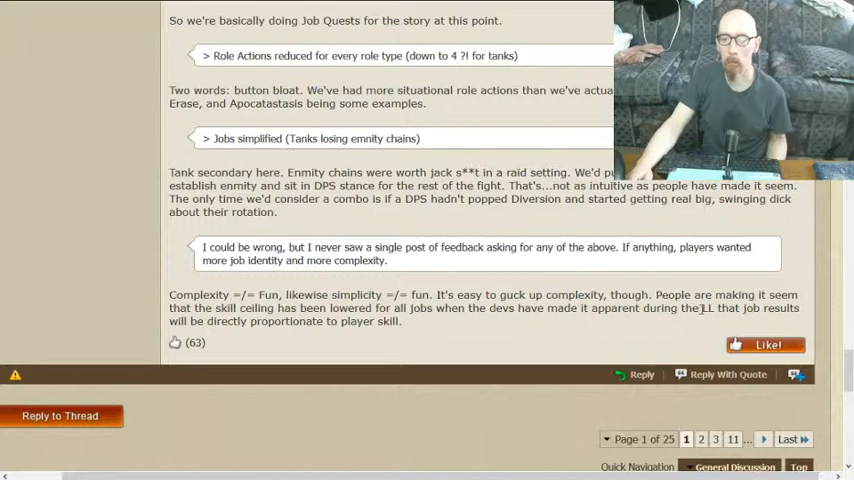 So we're basically doing Job Quests for the story at this point.
> Role Actions reduced for every role type (down to 4 ?! for tanks)
Two words: button bloat. We've had more situational role actions than we've actua
Erase, and Apocatastasis being some examples.
> Jobs simplified (Tanks losing emnity chains)
Tank secondary here. Enmity chains were worth jack s**t in a raid setting. We'd p
establish enmity and sit in DPS stance for the rest of the fight. That's...not as intuitive as people have made it seem.
The only time we'd consider a combo is if a DPS hadn't popped Diversion and started getting real big, swinging dick
about their rotation.
I could be wrong, but I never saw a single post of feedback asking for any of the above. If anything, players wanted
more job identity and more complexity.
Complexity =/= Fun, likewise simplicity =/= fun. It's easy to guck up complexity, though. People are making it seem
that the skill ceiling has been lowered for all jobs when the devs have made it apparent during the LL that job results
will be directly proportionate to player skill.
(63)
Like!
Reply
Reply With Quote
Reply to Thread
Page 1 of 25
1
2
3
11
...
Last
Quick Navigation
General Discussion
Top